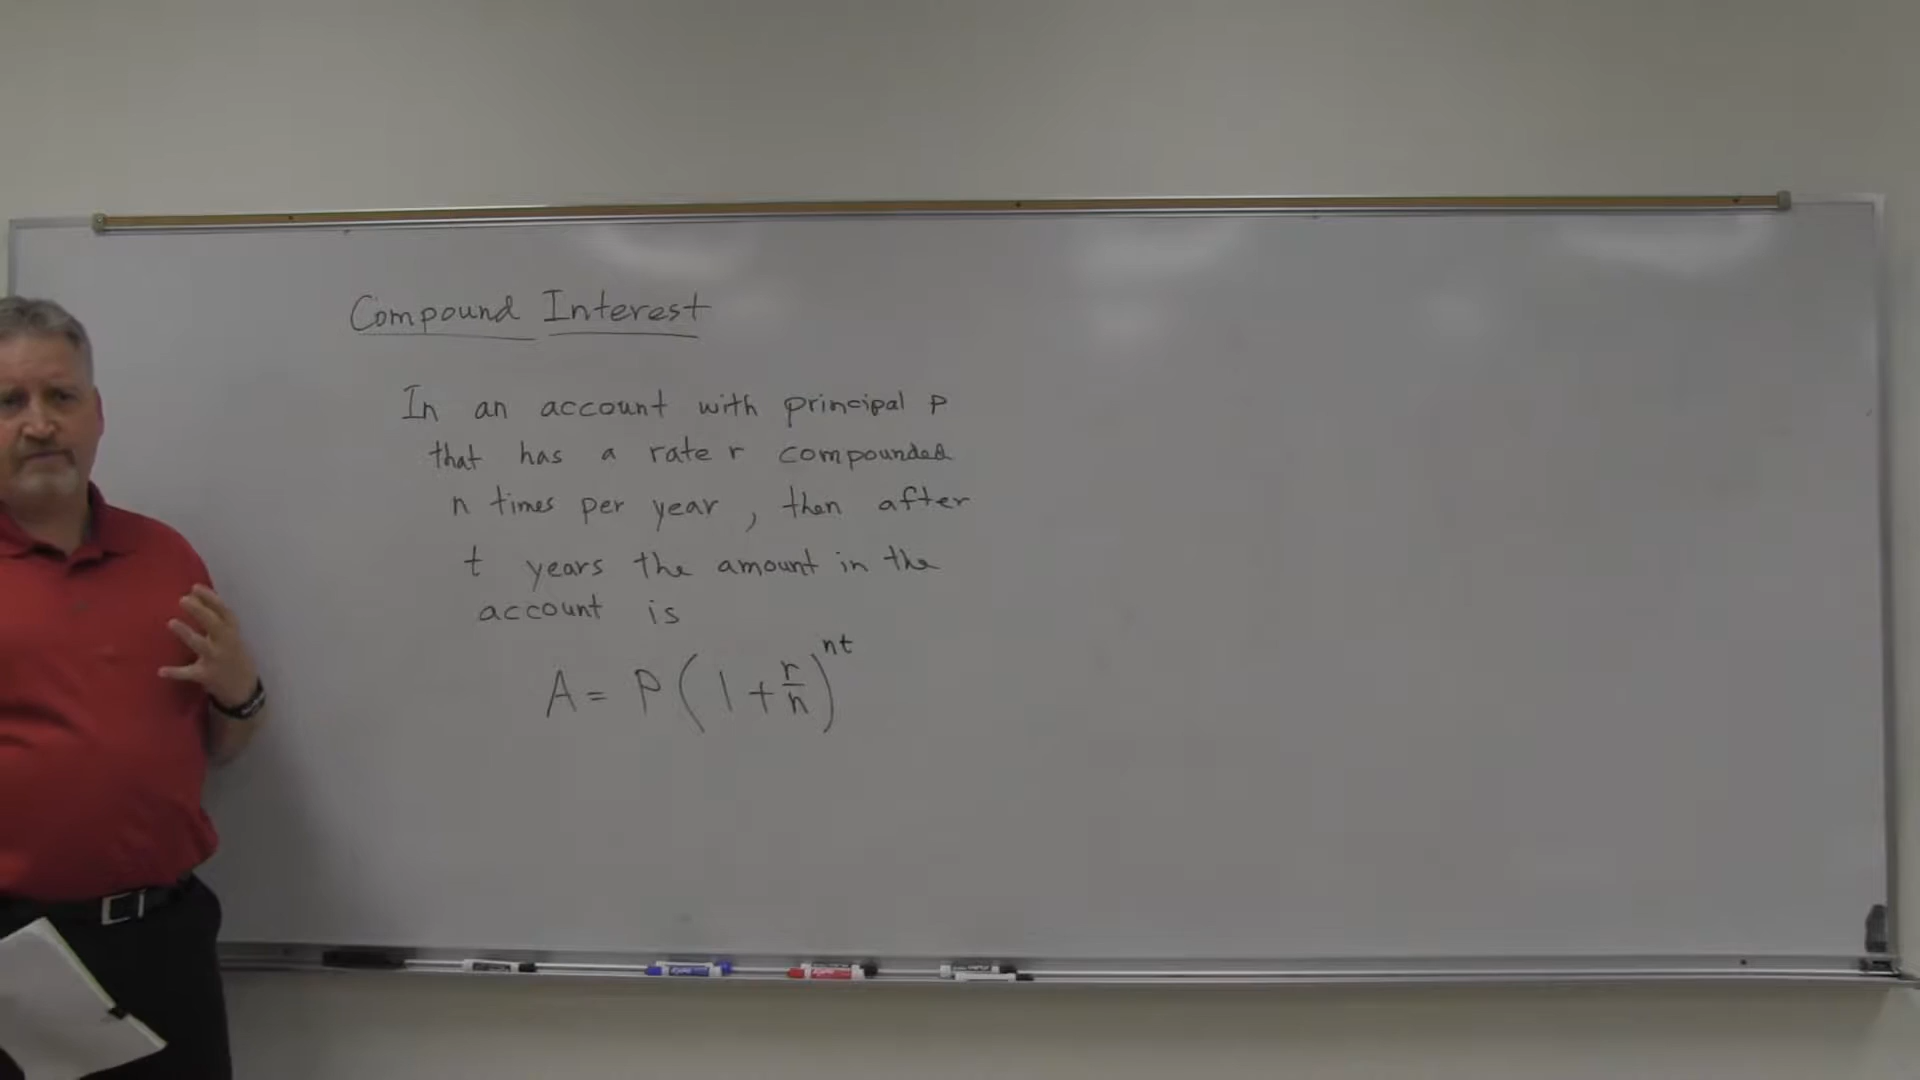 Compound Interest
In an account with principal P
that has a rate r compounded
n times per year, then after
t years the amount in the
account is
A = P(1 + r/n)^nt